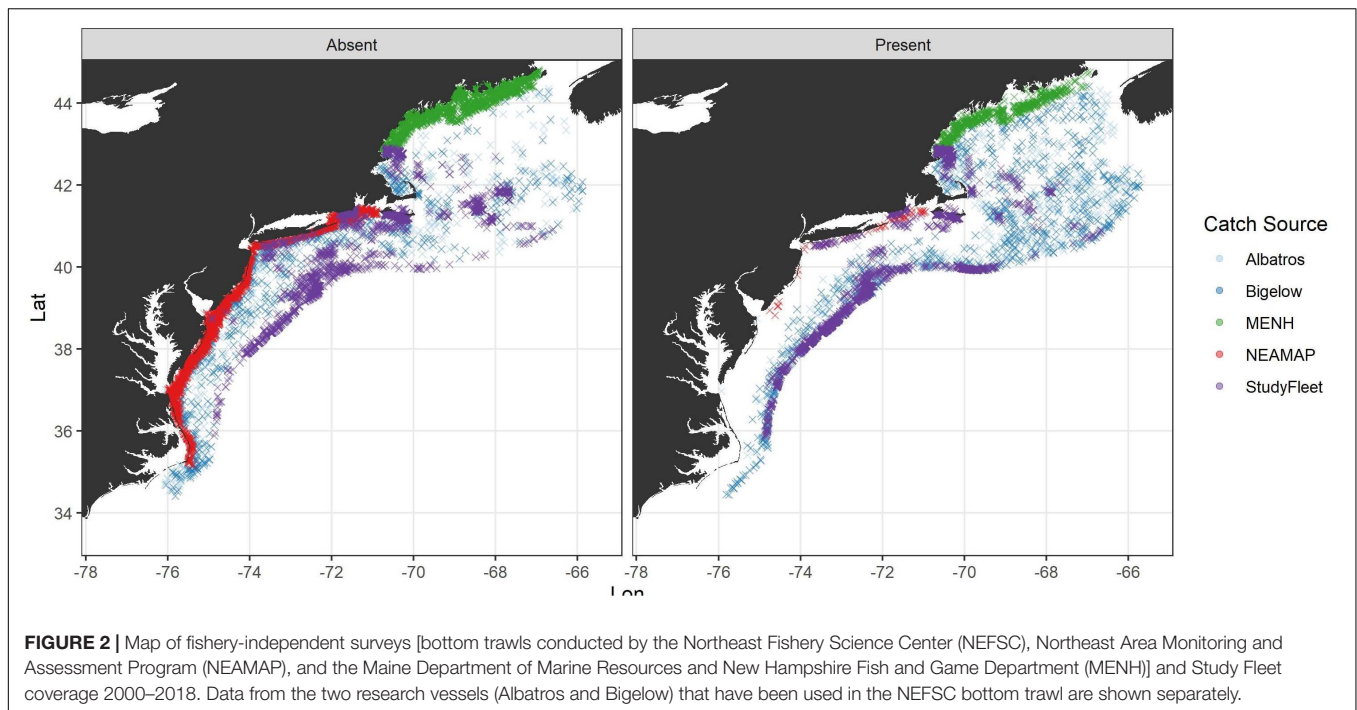 Absent
Present
44
42
40
38
36
34
Lat
-78
-76
-74
-72
-70
-68
-66
-78
-76
-74
-72
-70
-68
-66
Lon
Catch Source
Albatros
Bigelow
MENH
NEAMAP
StudyFleet
FIGURE 2 | Map of fishery-independent surveys [bottom trawls conducted by the Northeast Fishery Science Center (NEFSC), Northeast Area Monitoring and
Assessment Program (NEAMAP), and the Maine Department of Marine Resources and New Hampshire Fish and Game Department (MENH)] and Study Fleet
coverage 2000–2018. Data from the two research vessels (Albatros and Bigelow) that have been used in the NEFSC bottom trawl are shown separately.